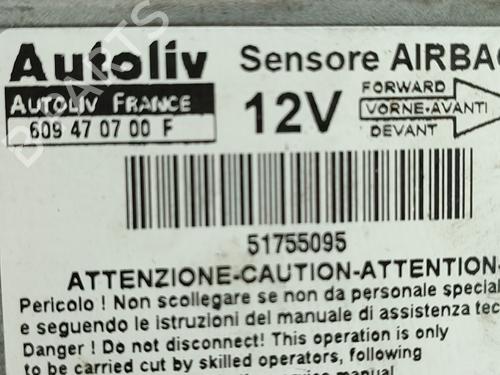 Autoliv
Sensore AIRBAG
AUTOLIV FRANCE
609 47 07 00 F
12V
FORWARD
VORNE-AVANTI
DEVANT
51755095
ATTENZIONE-CAUTION-ATTENTION-
Pericolo ! Non scollegare se non da personale special
e seguendo le istruzioni del manuale di assistenza tec
Danger ! Do not disconnect! This operation is only
to be carried cut by skilled operators, following
manual